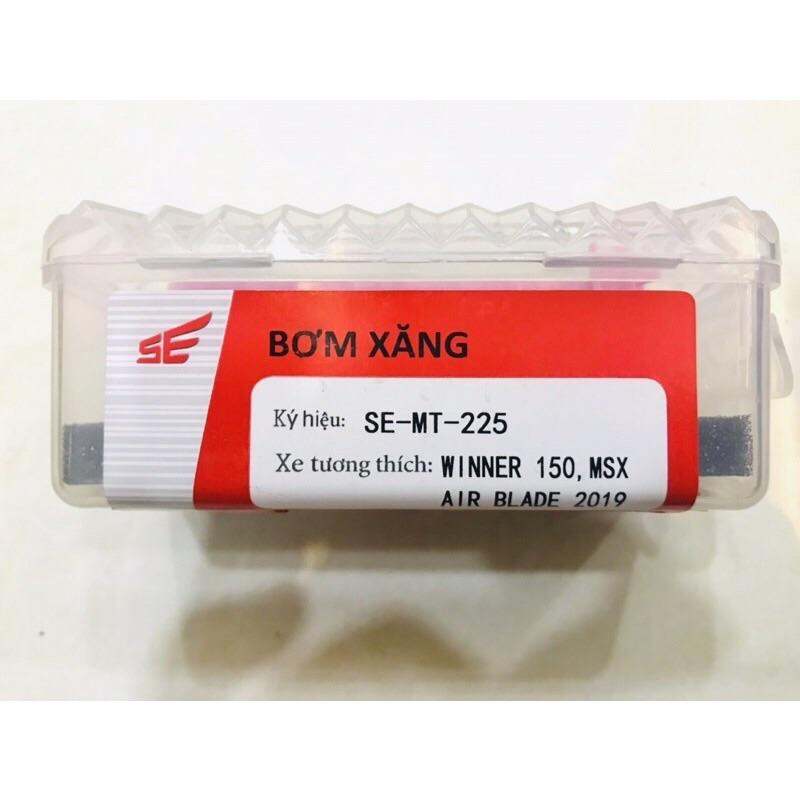 SE
BƠM XĂNG
Ký hiệu: SE-MT-225
Xe tương thích: WINNER 150, MSX
AIR BLADE 2019